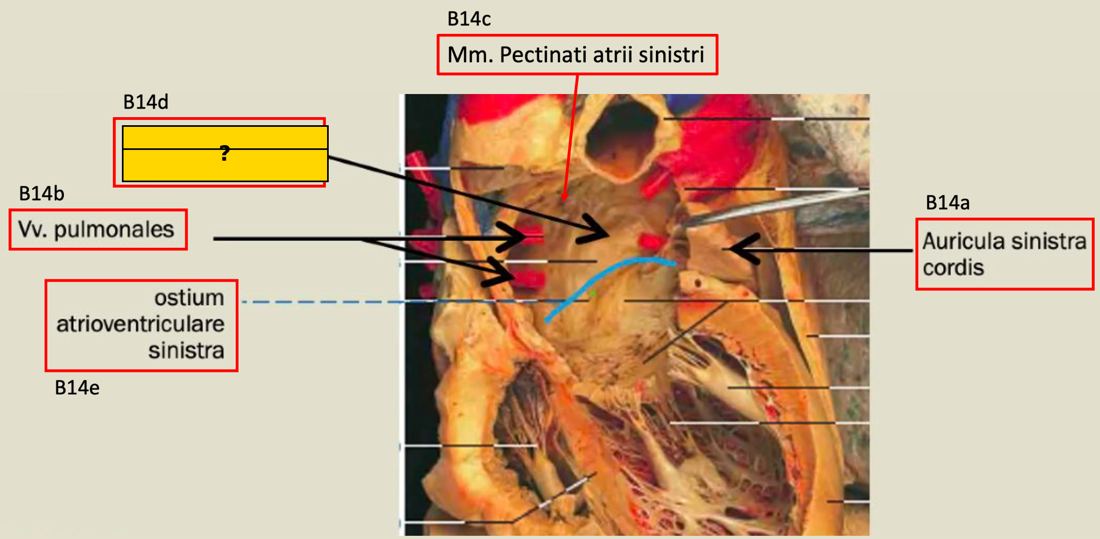 B14c
Mm. Pectinati atrii sinistri
B14d
?
B14b
Vv. pulmonales
B14a
Auricula sinistra
cordis
ostium
atrioventriculare
sinistra
B14e